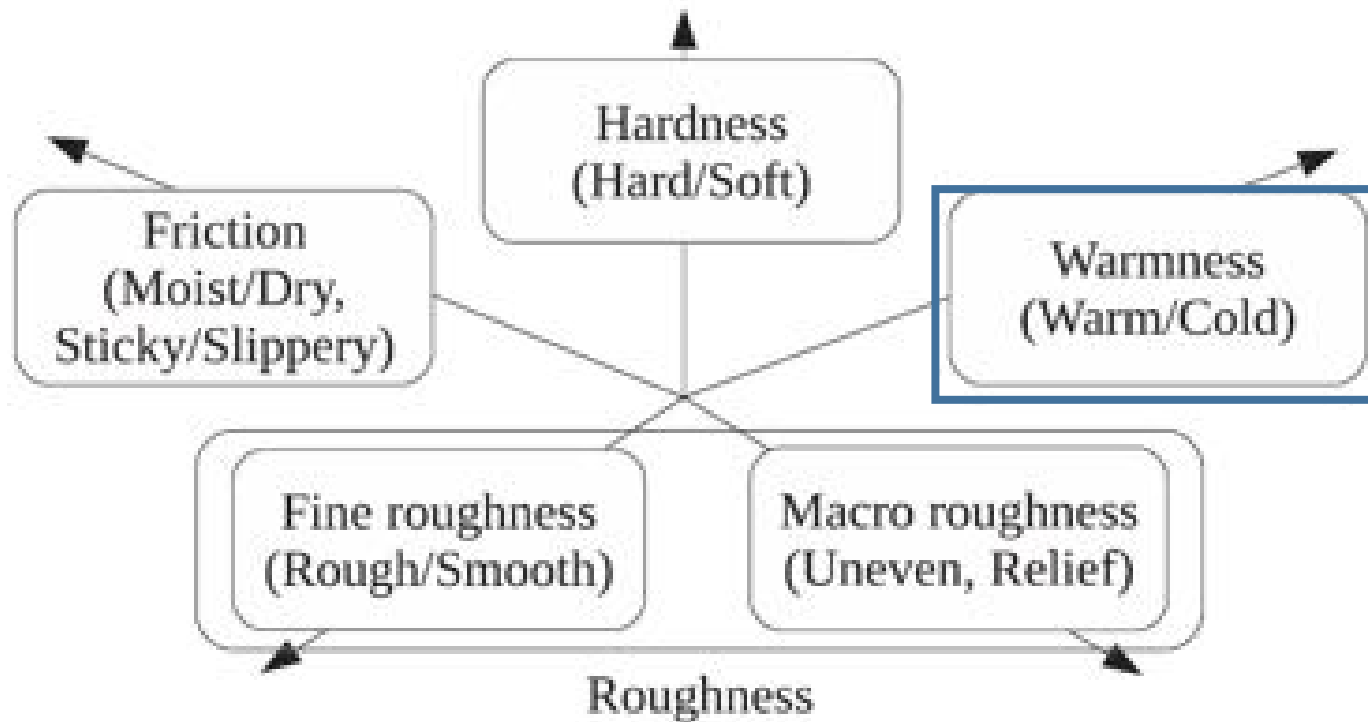 Hardness
(Hard/Soft)
Friction
(Moist/Dry,
Sticky/Slippery)
Warmness
(Warm/Cold)
Fine roughness
(Rough/Smooth)
Macro roughness
(Uneven, Relief)
Roughness